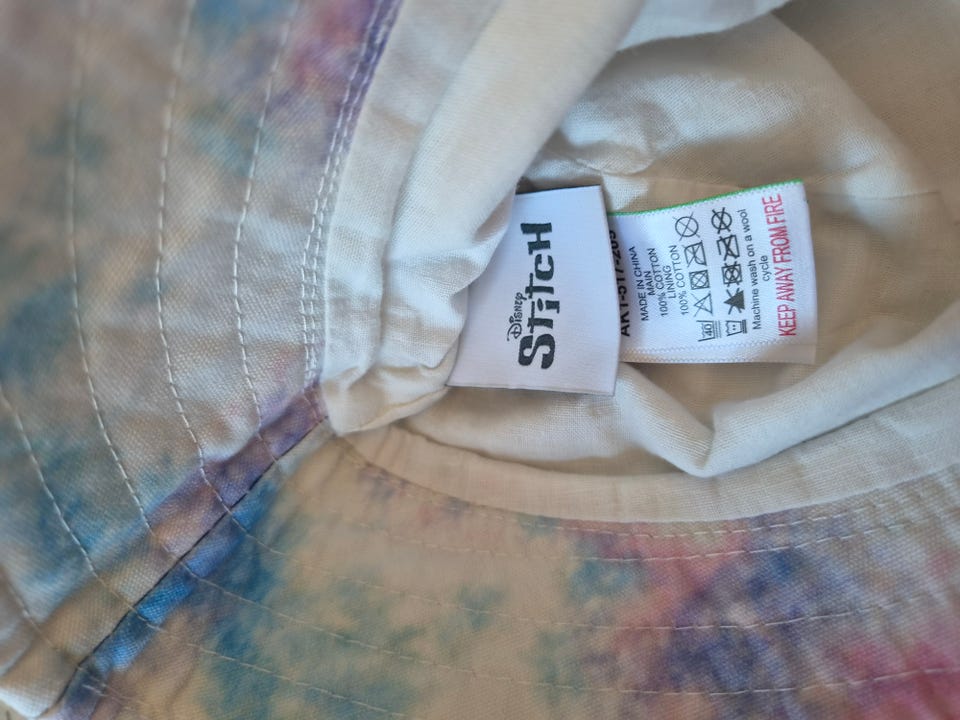 Disney
Stitch
MADE IN CHINA
MAIN
100% COTTON
LINING
100% COTTON
40
Machine wash on a wool
cycle
KEEP AWAY FROM FIRE